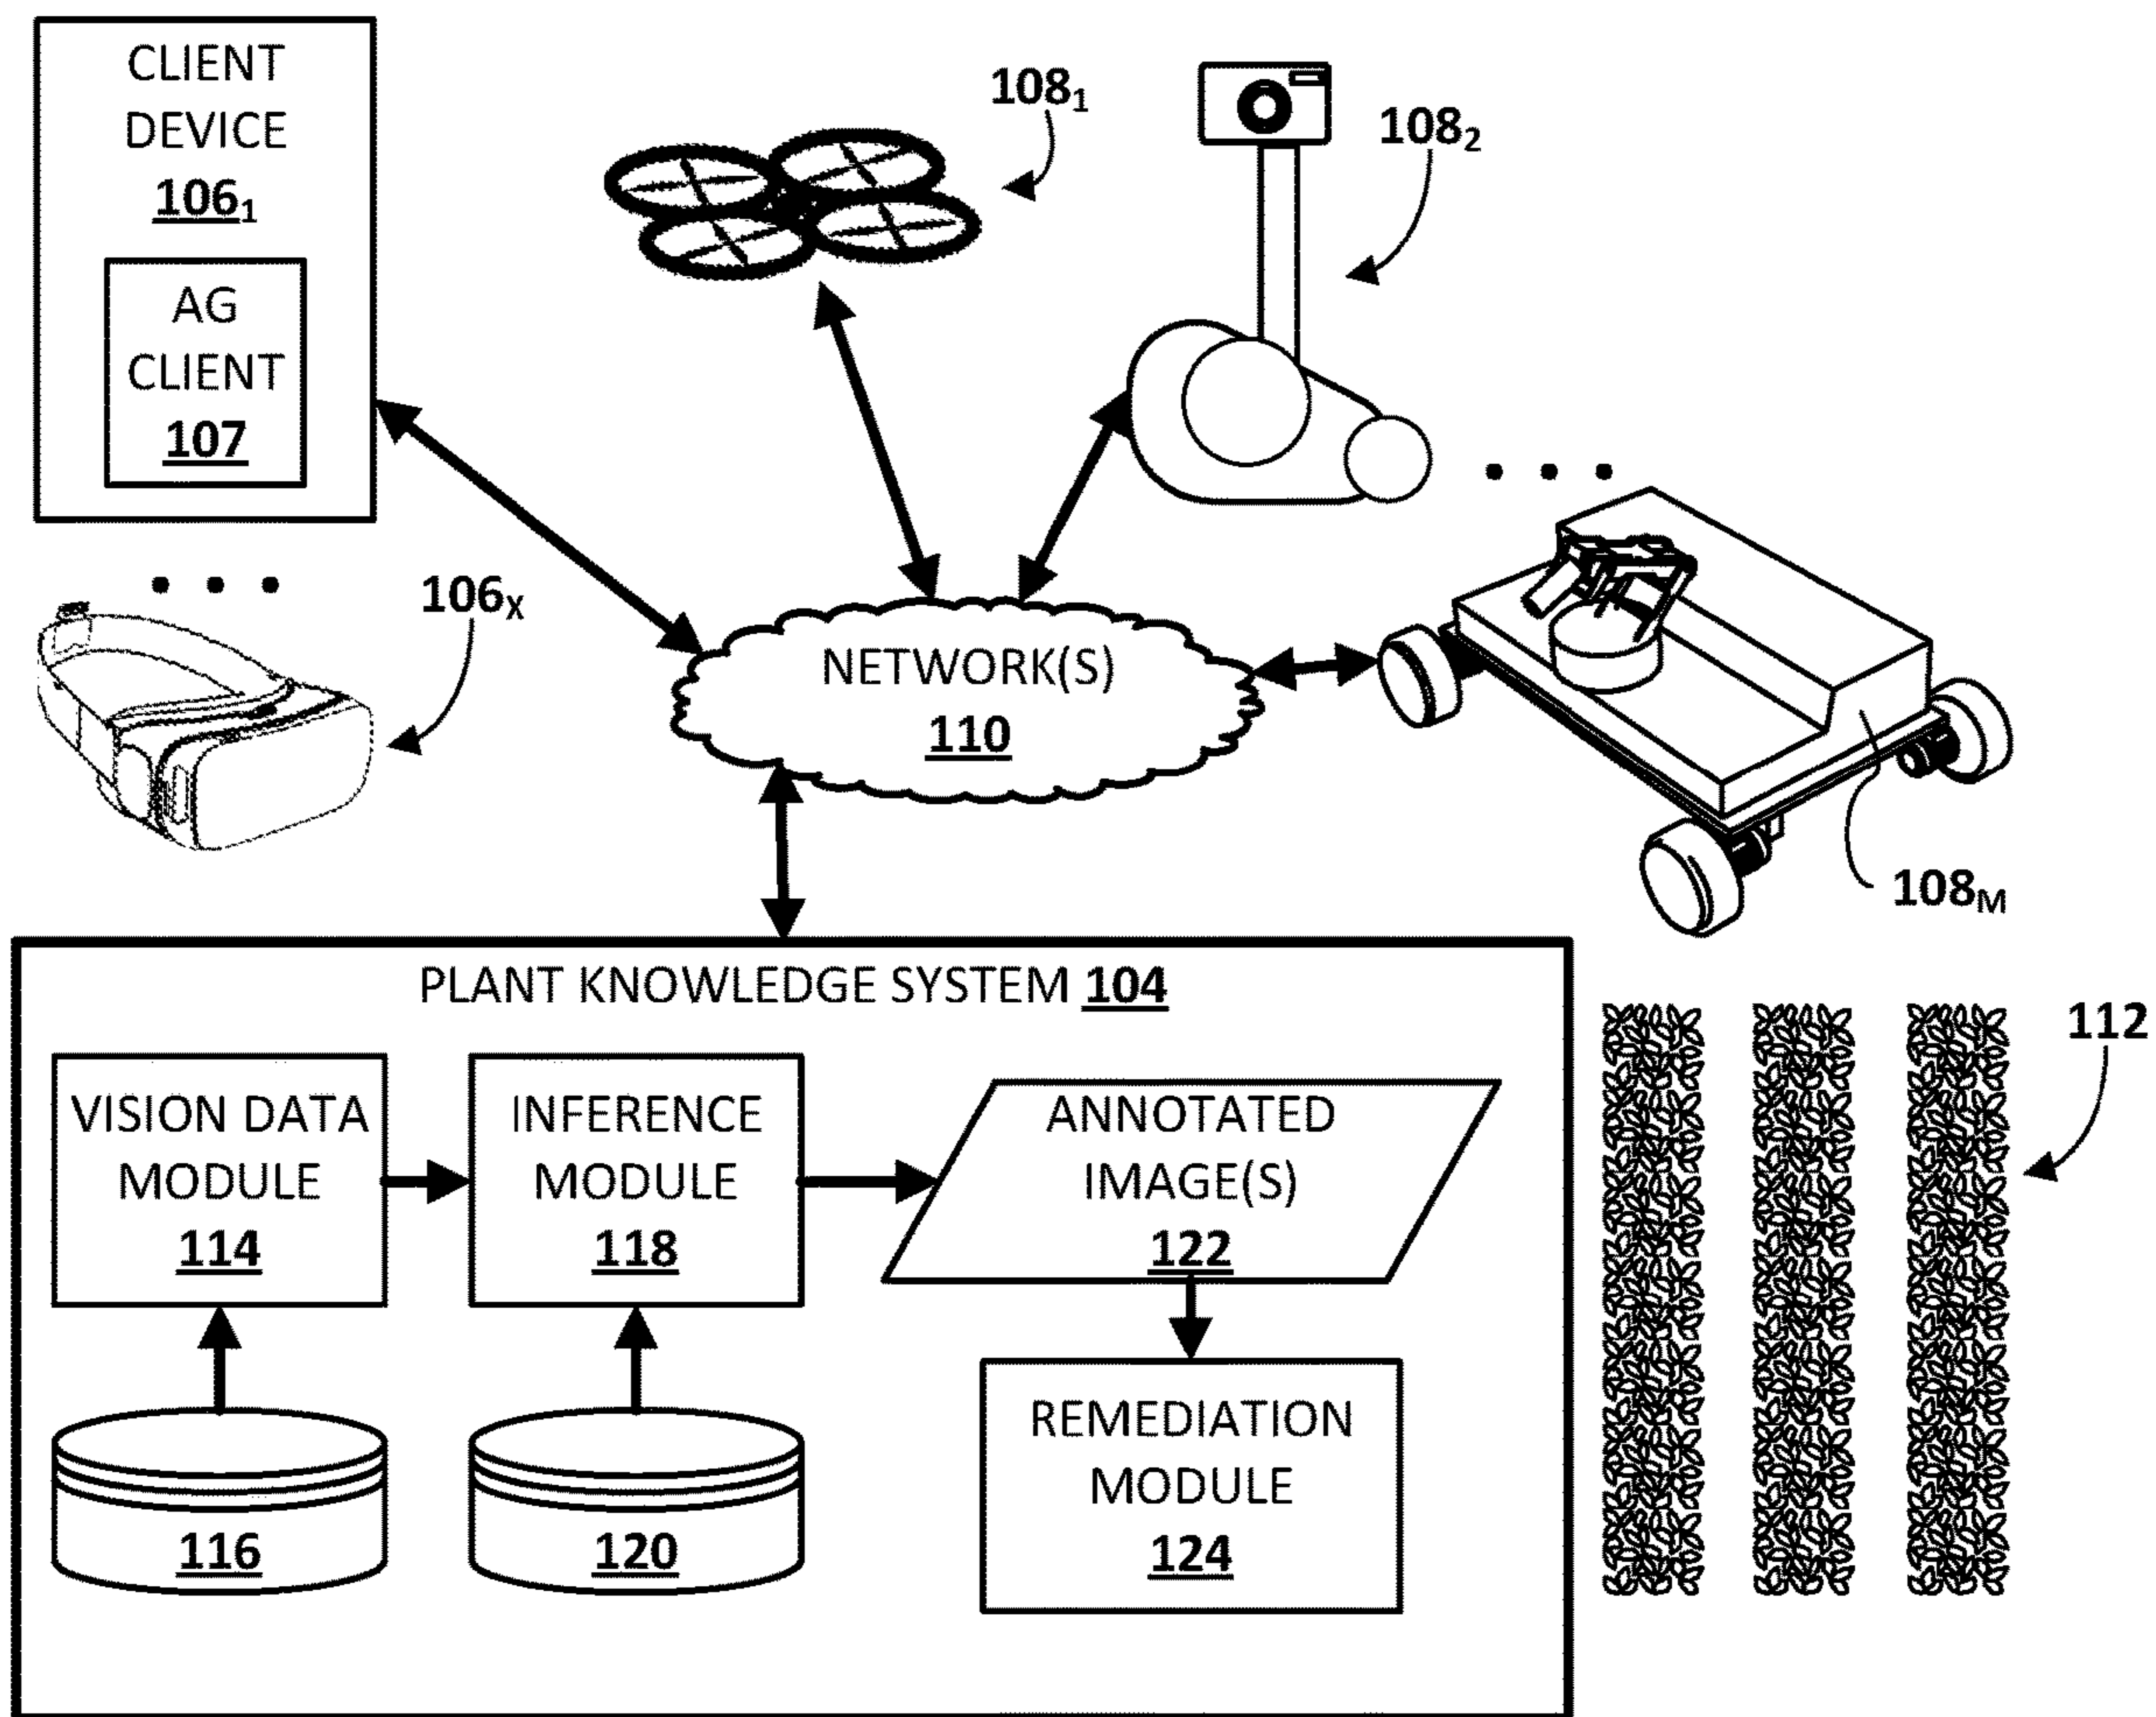 CLIENT
DEVICE
106₁
AG
CLIENT
107
108₁
108₂
106ₓ
NETWORK(S)
110
108M
PLANT KNOWLEDGE SYSTEM 104
VISION DATA
MODULE
114
INFERENCE
MODULE
118
ANNOTATED
IMAGE(S)
122
112
116
120
REMEDIATION
MODULE
124